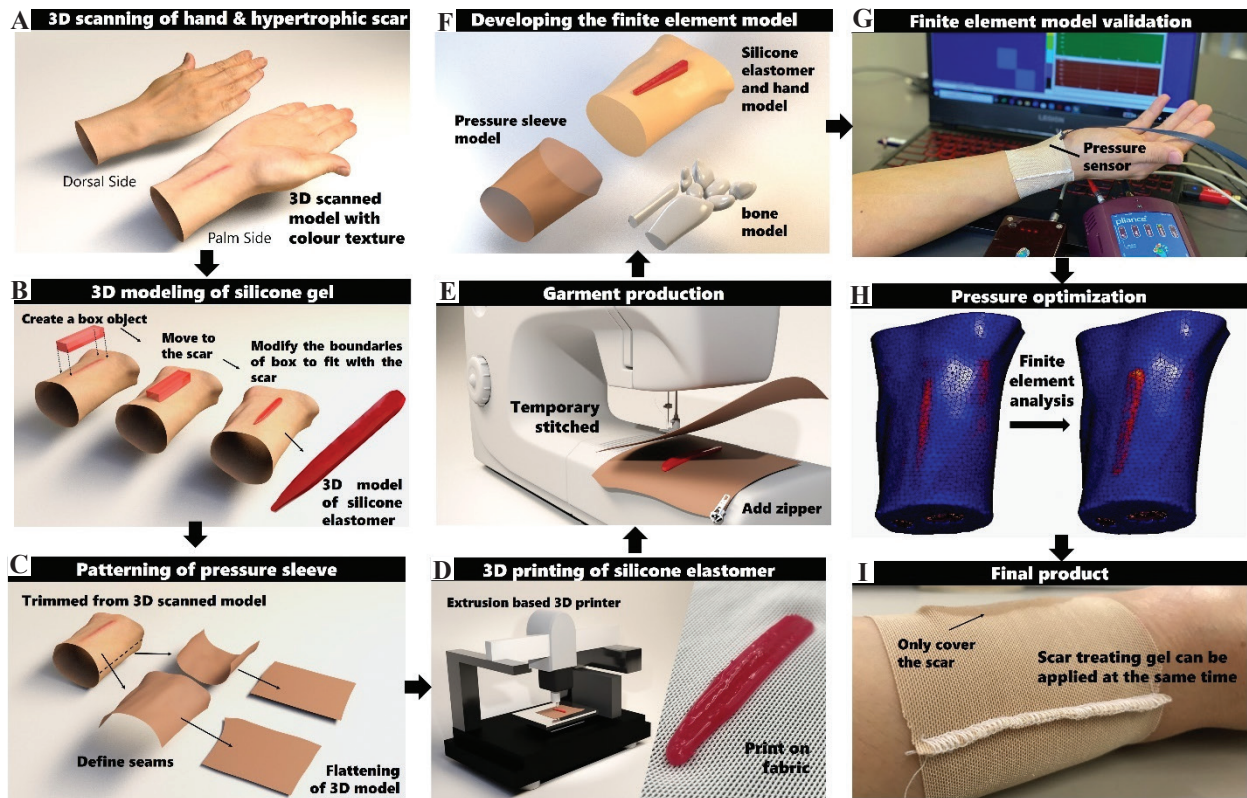 A
3D scanning of hand & hypertrophic scar
Dorsal Side
3D scanned
model with
colour texture
Palm Side
B
3D modeling of silicone gel
Create a box object
Move to
the scar
Modify the boundaries
of box to fit with the
scar
3D model
of silicone
elastomer
C
Patterning of pressure sleeve
Trimmed from 3D scanned model
Define seams
Flattening
of 3D model
D
3D printing of silicone elastomer
Extrusion based 3D printer
Print on
fabric
E
Garment production
Temporary
stitched
Add zipper
F
Developing the finite element model
Silicone
elastomer
and hand
model
Pressure sleeve
model
bone
model
G
Finite element model validation
LEGION
Pressure
sensor
pliance
H
Pressure optimization
Finite
element
analysis
I
Final product
Only cover
the scar
Scar treating gel can be
applied at the same time